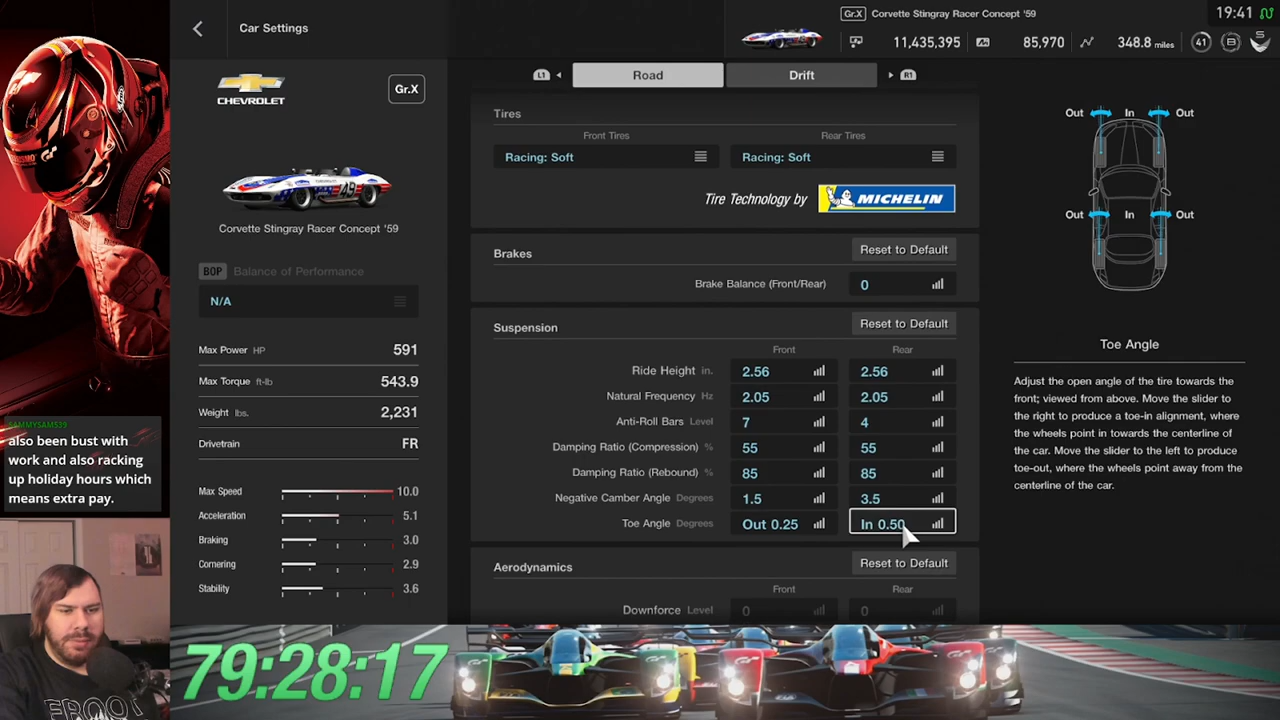 Car Settings
Gr.X Corvette Stingray Racer Concept '59
19:41
11,435,395 85,970 348.8 miles 41 B S
CHEVROLET
Gr.X
49
Corvette Stingray Racer Concept '59
BOP Balance of Performance
N/A
Max Power HP 591
Max Torque ft-lb 543.9
Weight lbs. 2,231
Drivetrain FR
Max Speed 10.0
Acceleration 5.1
Braking 3.0
Cornering 2.9
Stability 3.6
L1 Road Drift R1
Tires
Front Tires Rear Tires
Racing: Soft Racing: Soft
Tire Technology by MICHELIN
Brakes Reset to Default
Brake Balance (Front/Rear) 0
Suspension Reset to Default
Front Rear
Ride Height in. 2.56 2.56
Natural Frequency Hz 2.05 2.05
Anti-Roll Bars Level 7 4
Damping Ratio (Compression) % 55 55
Damping Ratio (Rebound) % 85 85
Negative Camber Angle Degrees 1.5 3.5
Toe Angle Degrees Out 0.25 In 0.50
Aerodynamics Reset to Default
Front Rear
Downforce Level 0 0
Out In Out
Out In Out
Toe Angle
Adjust the open angle of the tire towards the
front; viewed from above. Move the slider to
the right to produce a toe-in alignment, where
the wheels point in towards the centerline of
the car. Move the slider to the left to produce
toe-out, where the wheels point away from the
centerline of the car.
also been bust with
work and also racking
up holiday hours which
means extra pay.
FROOT
79:28:17